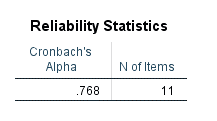 Reliability Statistics
Cronbach's
Alpha N of Items
.768 11